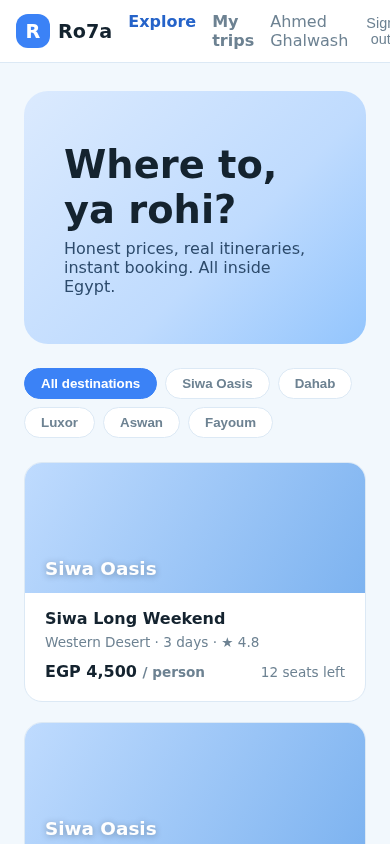 R Ro7a
Explore
My
trips
Ahmed
Ghalwash
Sign
out
Where to,
ya rohi?
Honest prices, real itineraries,
instant booking. All inside
Egypt.
All destinations
Siwa Oasis
Dahab
Luxor
Aswan
Fayoum
Siwa Oasis
Siwa Long Weekend
Western Desert · 3 days · ★ 4.8
EGP 4,500 / person
12 seats left
Siwa Oasis